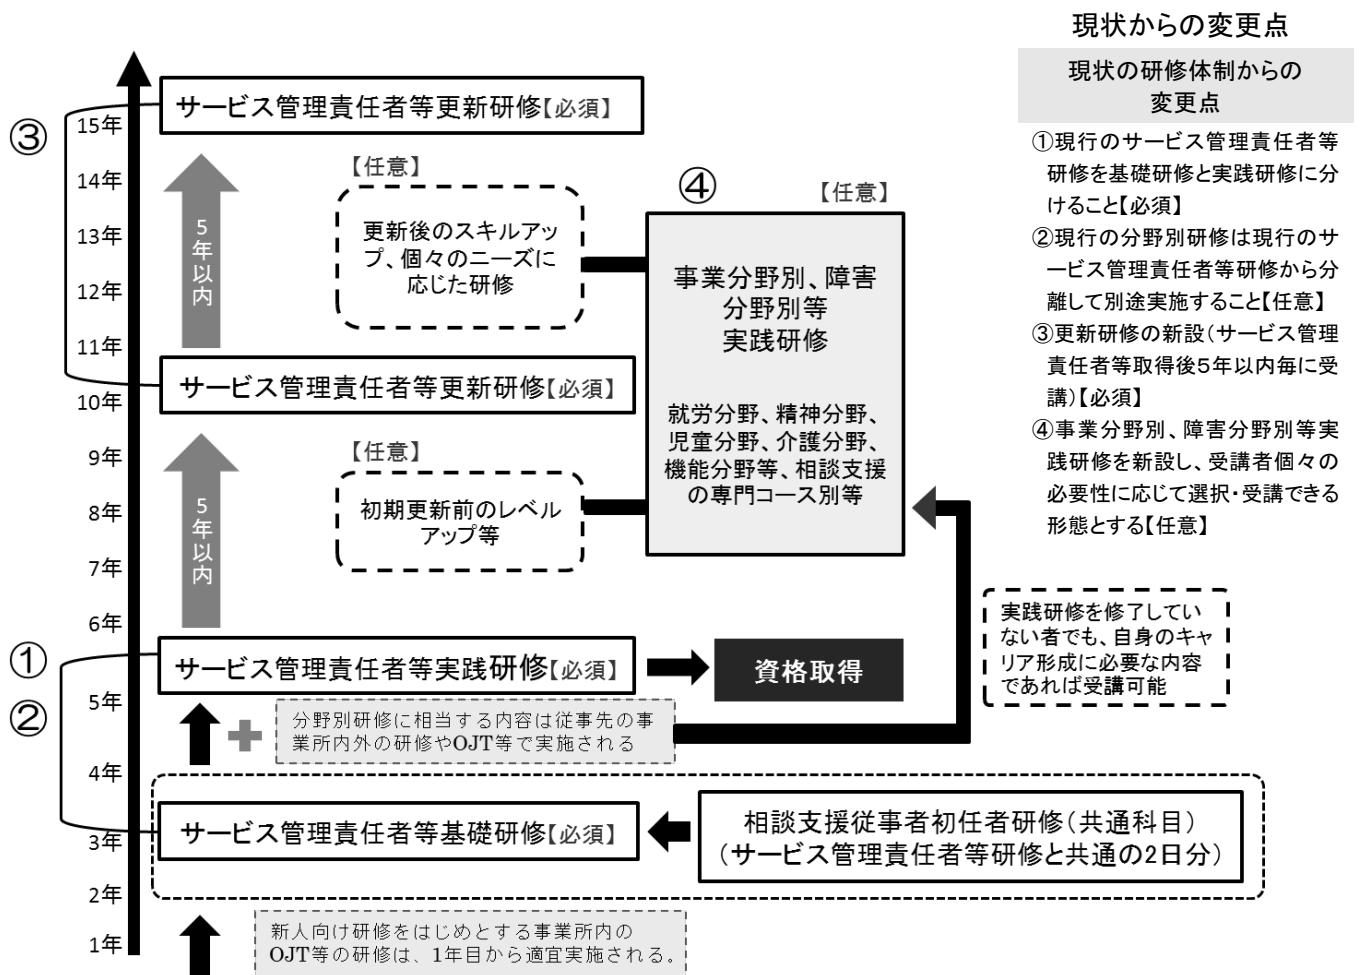 現状からの変更点
現状の研修体制からの
変更点
①現行のサービス管理責任者等
研修を基礎研修と実践研修に分
けること【必須】
②現行の分野別研修は現行のサ
ービス管理責任者等研修から分
離して別途実施すること【任意】
③更新研修の新設(サービス管理
責任者等取得後5年以内毎に受
講)【必須】
④事業分野別、障害分野別等実
践研修を新設し、受講者個々の
必要性に応じて選択・受講できる
形態とする【任意】
③
15年
14年
13年
12年
11年
10年
9年
8年
7年
6年
5年
4年
3年
2年
1年
①
②
サービス管理責任者等更新研修【必須】
5年以内
【任意】
更新後のスキルアッ
プ、個々のニーズに
応じた研修
④
【任意】
事業分野別、障害
分野別等
実践研修
就労分野、精神分野、
児童分野、介護分野、
機能分野等、相談支援
の専門コース別等
サービス管理責任者等更新研修【必須】
5年以内
【任意】
初期更新前のレベル
アップ等
実践研修を修了してい
ない者でも、自身のキャ
リア形成に必要な内容
であれば受講可能
サービス管理責任者等実践研修【必須】
資格取得
分野別研修に相当する内容は従事先の事
業所内外の研修やOJT等で実施される
サービス管理責任者等基礎研修【必須】
相談支援従事者初任者研修(共通科目)
(サービス管理責任者等研修と共通の2日分)
新人向け研修をはじめとする事業所内の
OJT等の研修は、1年目から適宜実施される。